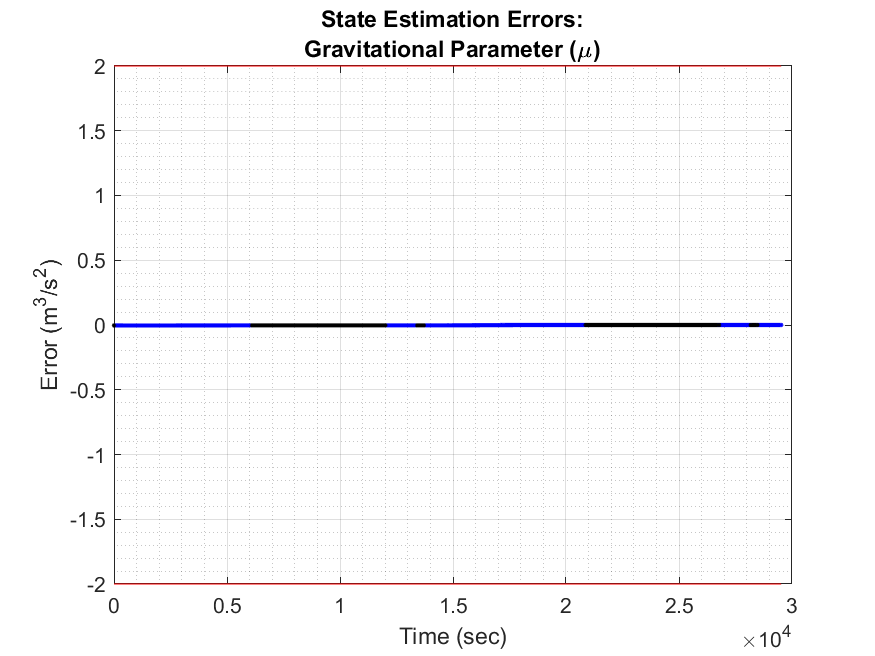 State Estimation Errors:
Gravitational Parameter (μ)
Error (m³/s²)
2
1.5
1
0.5
0
-0.5
-1
-1.5
-2
0 0.5 1 1.5 2 2.5 3
Time (sec)
×10⁴